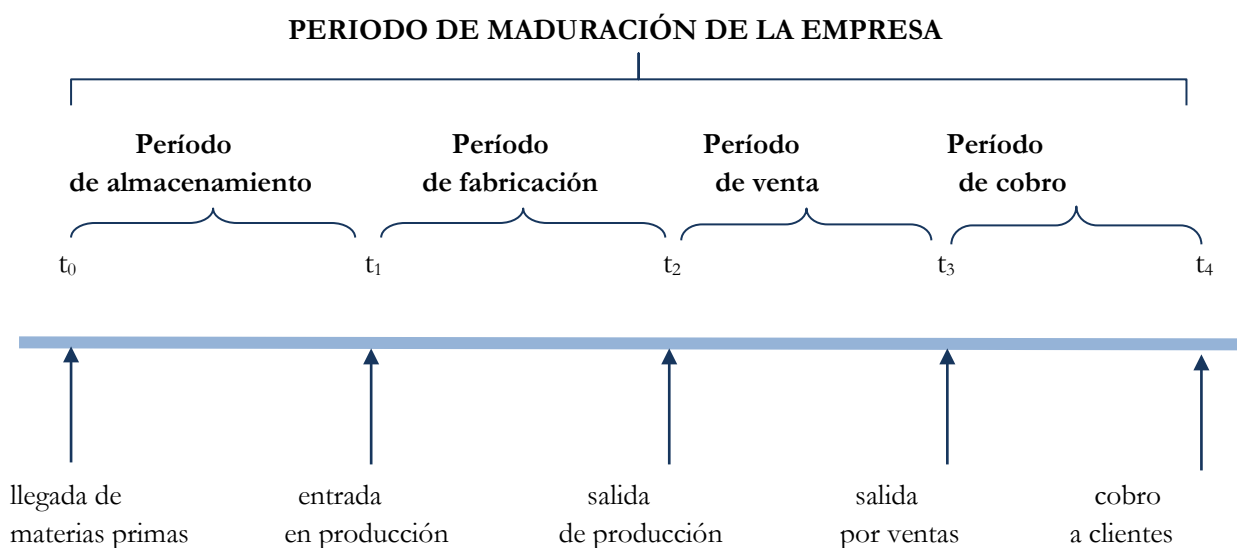 PERIODO DE MADURACIÓN DE LA EMPRESA
Período
de almacenamiento
Período
de fabricación
Período
de venta
Período
de cobro
t₀
t₁
t₂
t₃
t₄
llegada de
materias primas
entrada
en producción
salida
de producción
salida
por ventas
cobro
a clientes